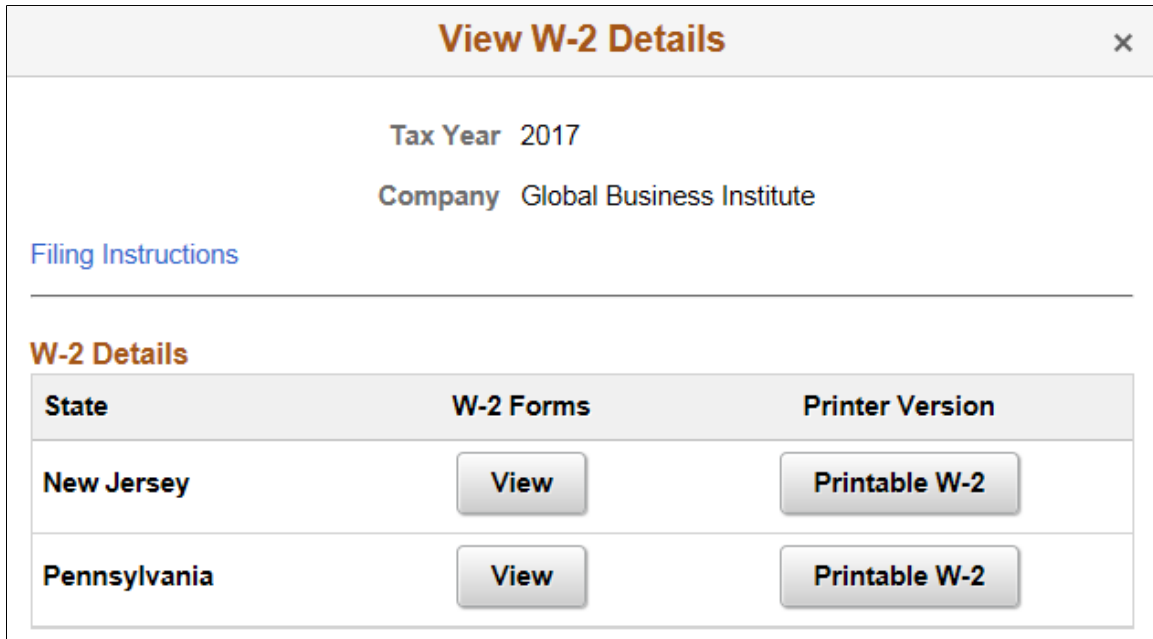 View W-2 Details ×
Tax Year 2017
Company Global Business Institute
Filing Instructions
W-2 Details
State W-2 Forms Printer Version
New Jersey View Printable W-2
Pennsylvania View Printable W-2